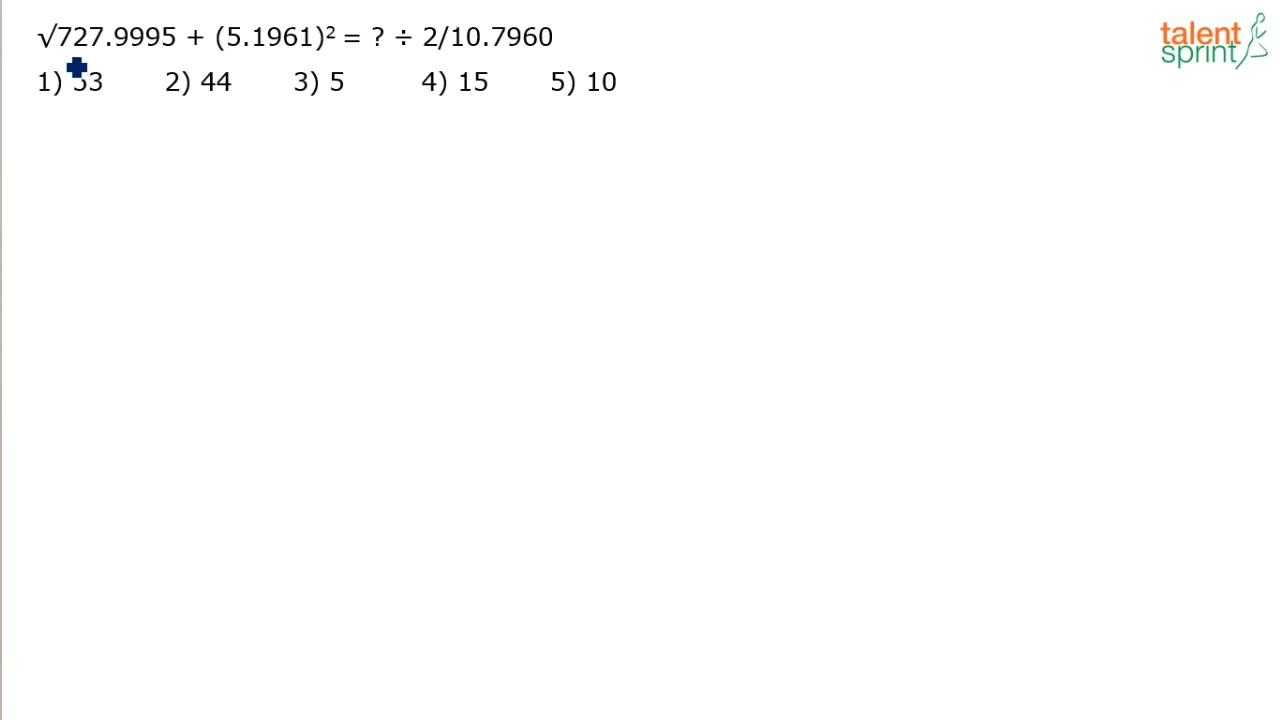 √727.9995 + (5.1961)² = ? ÷ 2/10.7960
1) 53 2) 44 3) 5 4) 15 5) 10
talent
sprint